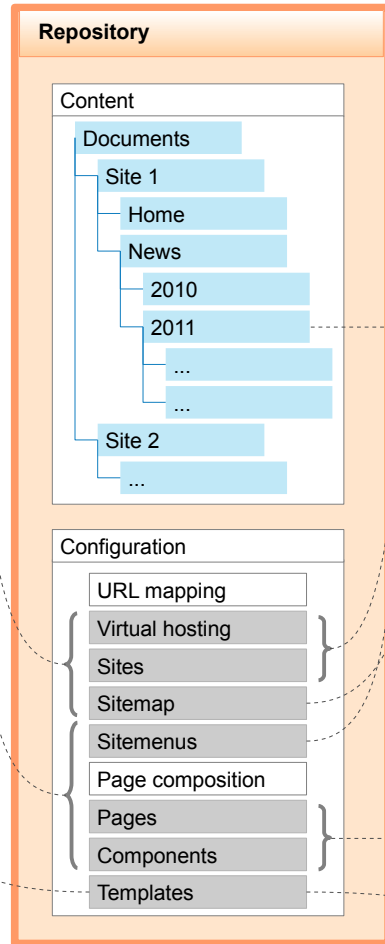 Repository
Content
Documents
Site 1
Home
News
2010
2011
...
...
Site 2
...
Configuration
URL mapping
Virtual hosting
Sites
Sitemap
Sitemenus
Page composition
Pages
Components
Templates